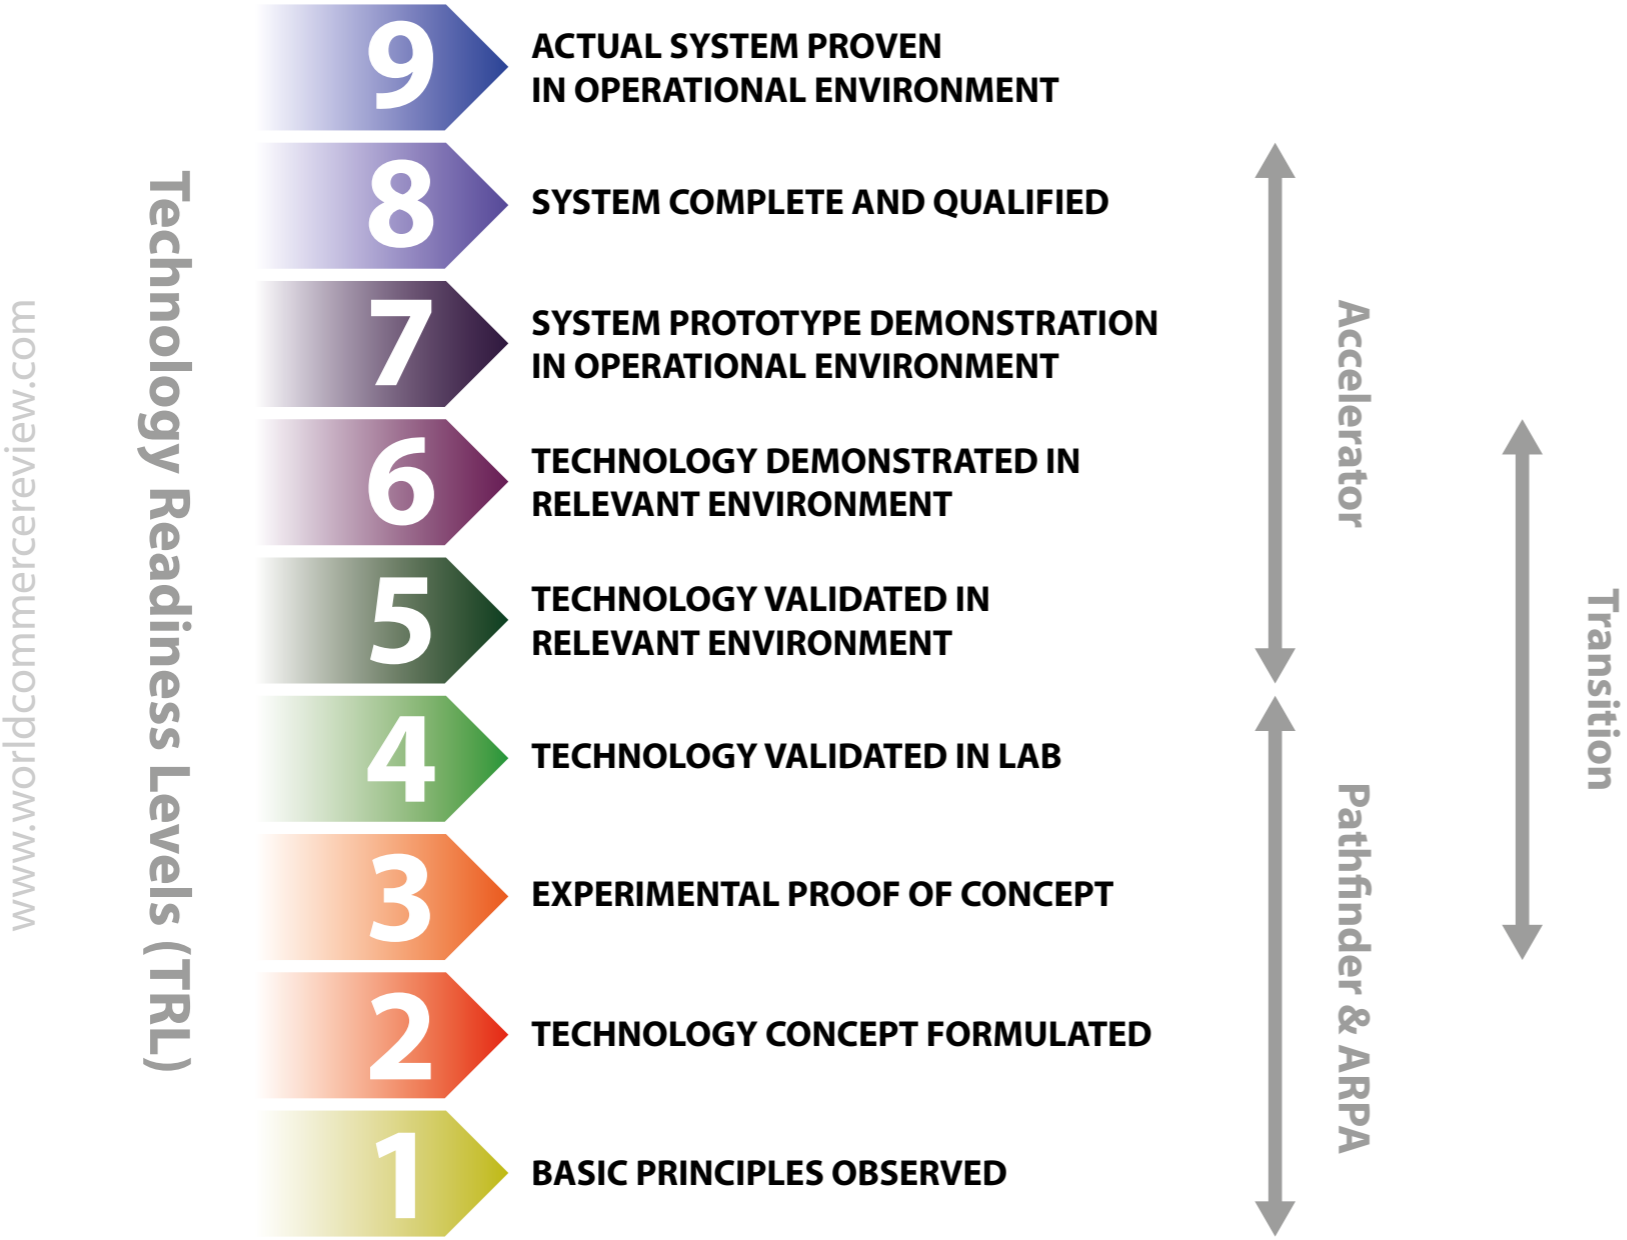 www.worldcommercereview.com
Technology Readiness Levels (TRL)
9
ACTUAL SYSTEM PROVEN
IN OPERATIONAL ENVIRONMENT
8
SYSTEM COMPLETE AND QUALIFIED
7
SYSTEM PROTOTYPE DEMONSTRATION
IN OPERATIONAL ENVIRONMENT
6
TECHNOLOGY DEMONSTRATED IN
RELEVANT ENVIRONMENT
5
TECHNOLOGY VALIDATED IN
RELEVANT ENVIRONMENT
4
TECHNOLOGY VALIDATED IN LAB
3
EXPERIMENTAL PROOF OF CONCEPT
2
TECHNOLOGY CONCEPT FORMULATED
1
BASIC PRINCIPLES OBSERVED
Accelerator
Pathfinder & ARPA
Transition